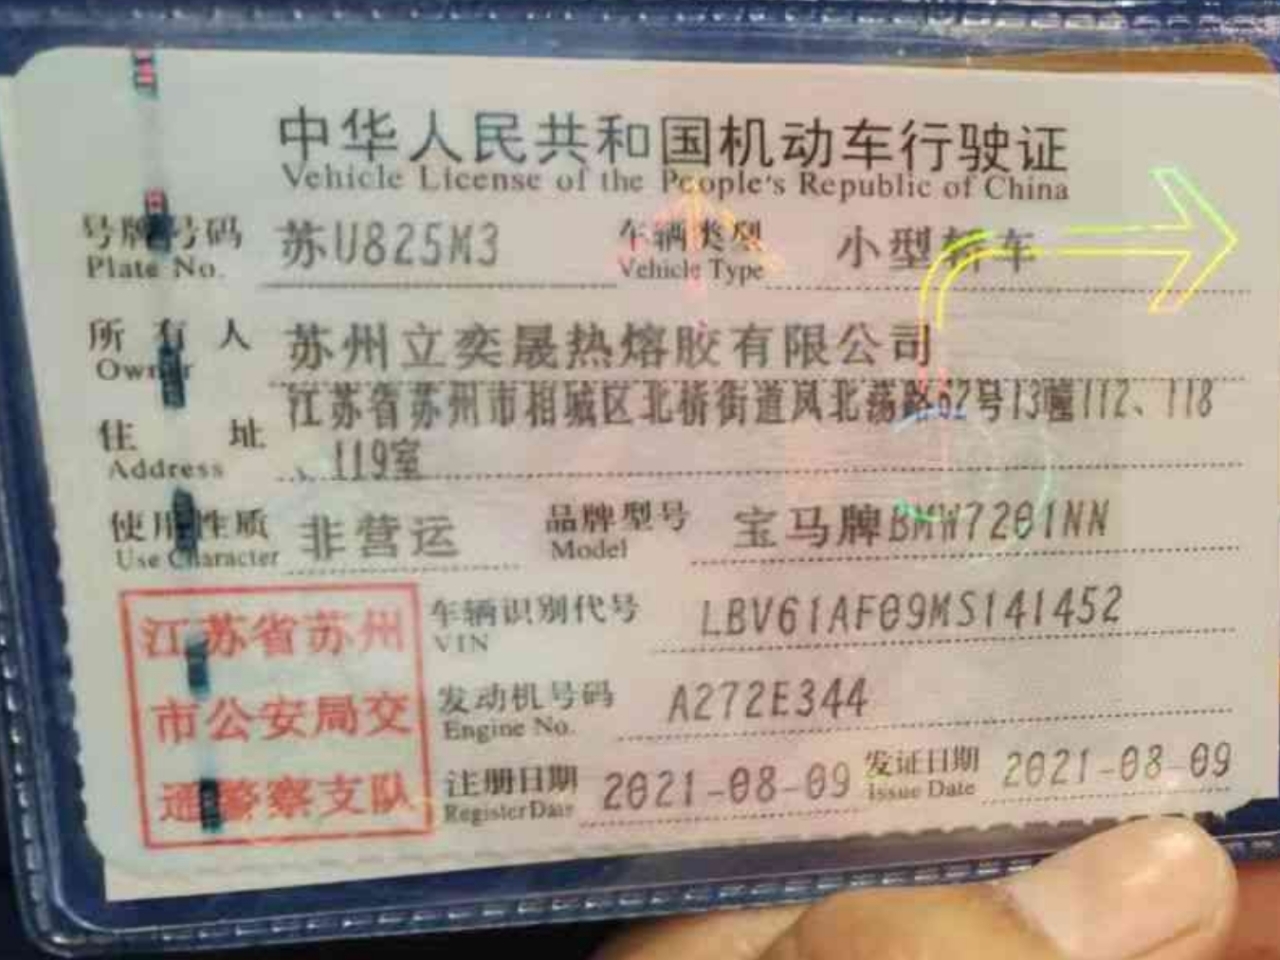 中华人民共和国机动车行驶证
Vehicle License of the People's Republic of China
号牌号码 苏U825M3 车辆类型 小型轿车
Plate No. Vehicle Type
所有人 苏州立奕晟热熔胶有限公司
Owner
江苏省苏州市相城区北桥街道凤北荡路62号13幢112、118
住址 、119室
Address
使用性质 非营运 品牌型号 宝马牌BMW7201NN
Use Character Model
车辆识别代号 LBV61AF09MS141452
VIN
发动机号码 A272E344
Engine No.
注册日期 2021-08-09 发证日期 2021-08-09
Register Date Issue Date
江苏省苏州
市公安局交
通警察支队